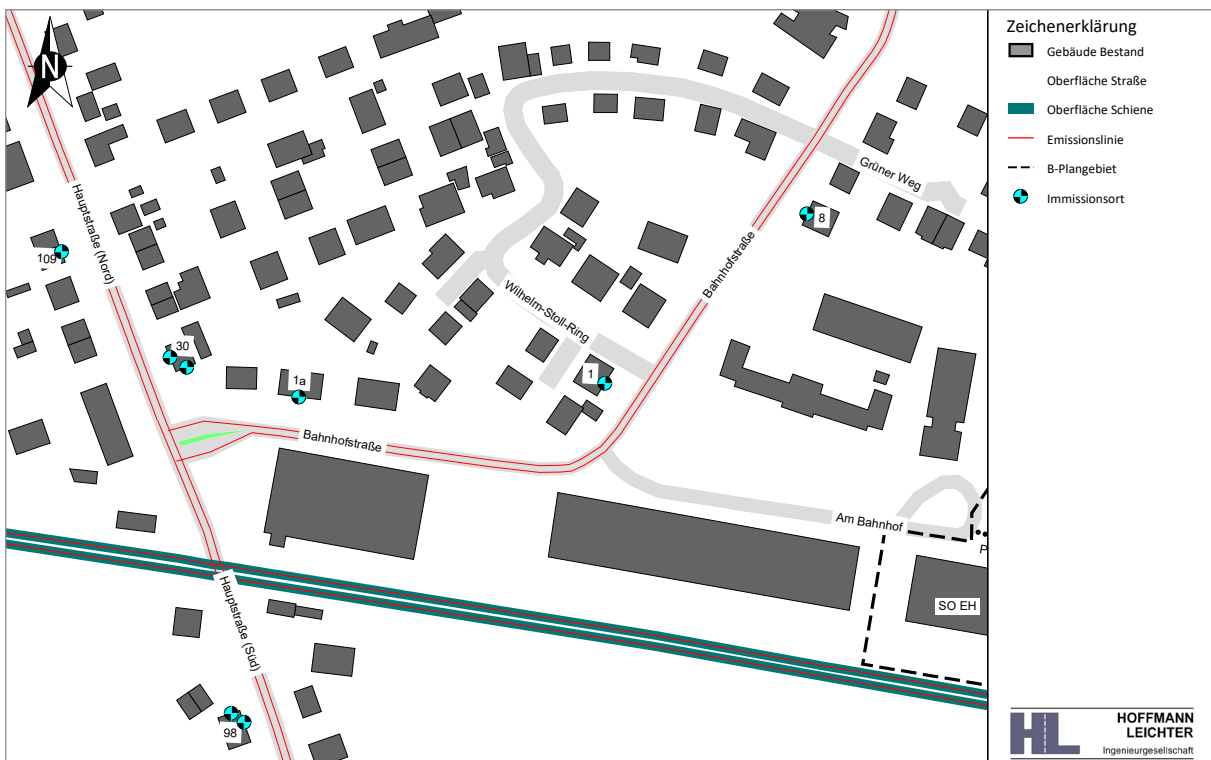 N
Hauptstraße (Nord)
109
30
1a
Bahnhofstraße
Wilhelm-Stoll-Ring
1
Bahnhofstraße
8
Grüner Weg
Am Bahnhof
P
SO EH
Hauptstraße (Süd)
98
Zeichenerklärung
Gebäude Bestand
Oberfläche Straße
Oberfläche Schiene
Emissionslinie
B-Plangebiet
Immissionsort
HL
HOFFMANN
LEICHTER
Ingenieurgesellschaft